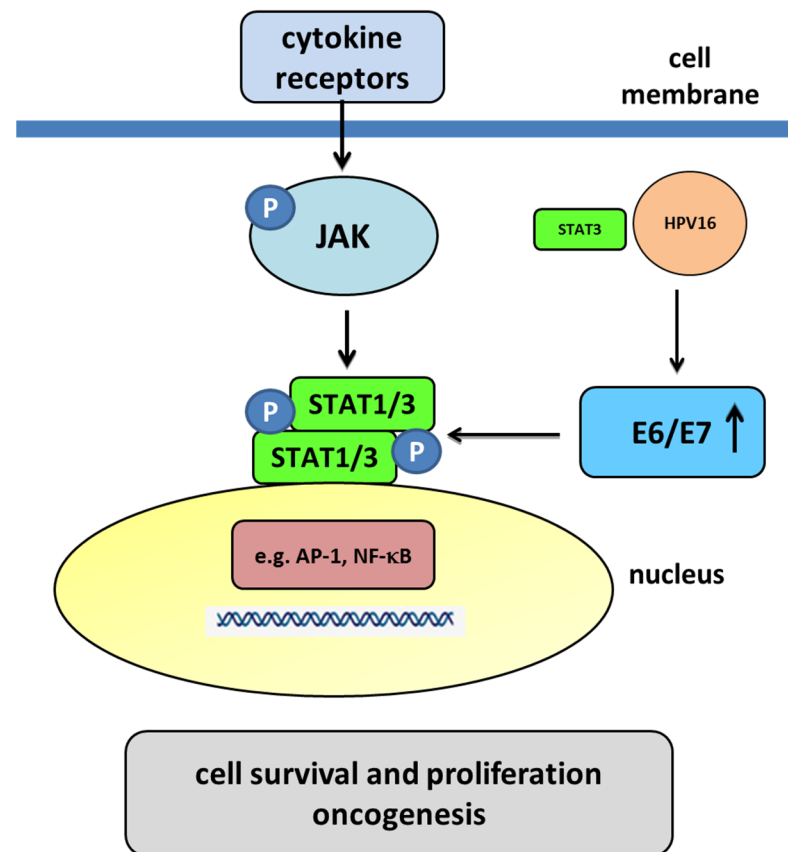 cytokine
receptors
cell
membrane
P
JAK
STAT3
HPV16
P
STAT1/3
STAT1/3
P
E6/E7
e.g. AP-1, NF-κB
nucleus
cell survival and proliferation
oncogenesis